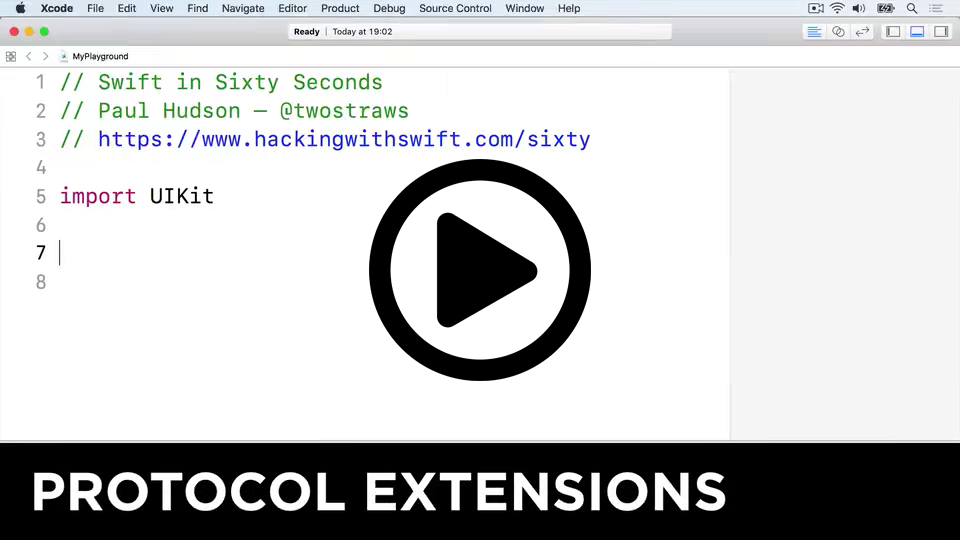 Xcode File Edit View Find Navigate Editor Product Debug Source Control Window Help
Ready | Today at 19:02
MyPlayground
1 // Swift in Sixty Seconds
2 // Paul Hudson — @twostraws
3 // https://www.hackingwithswift.com/sixty
4
5 import UIKit
6
7
8
PROTOCOL EXTENSIONS